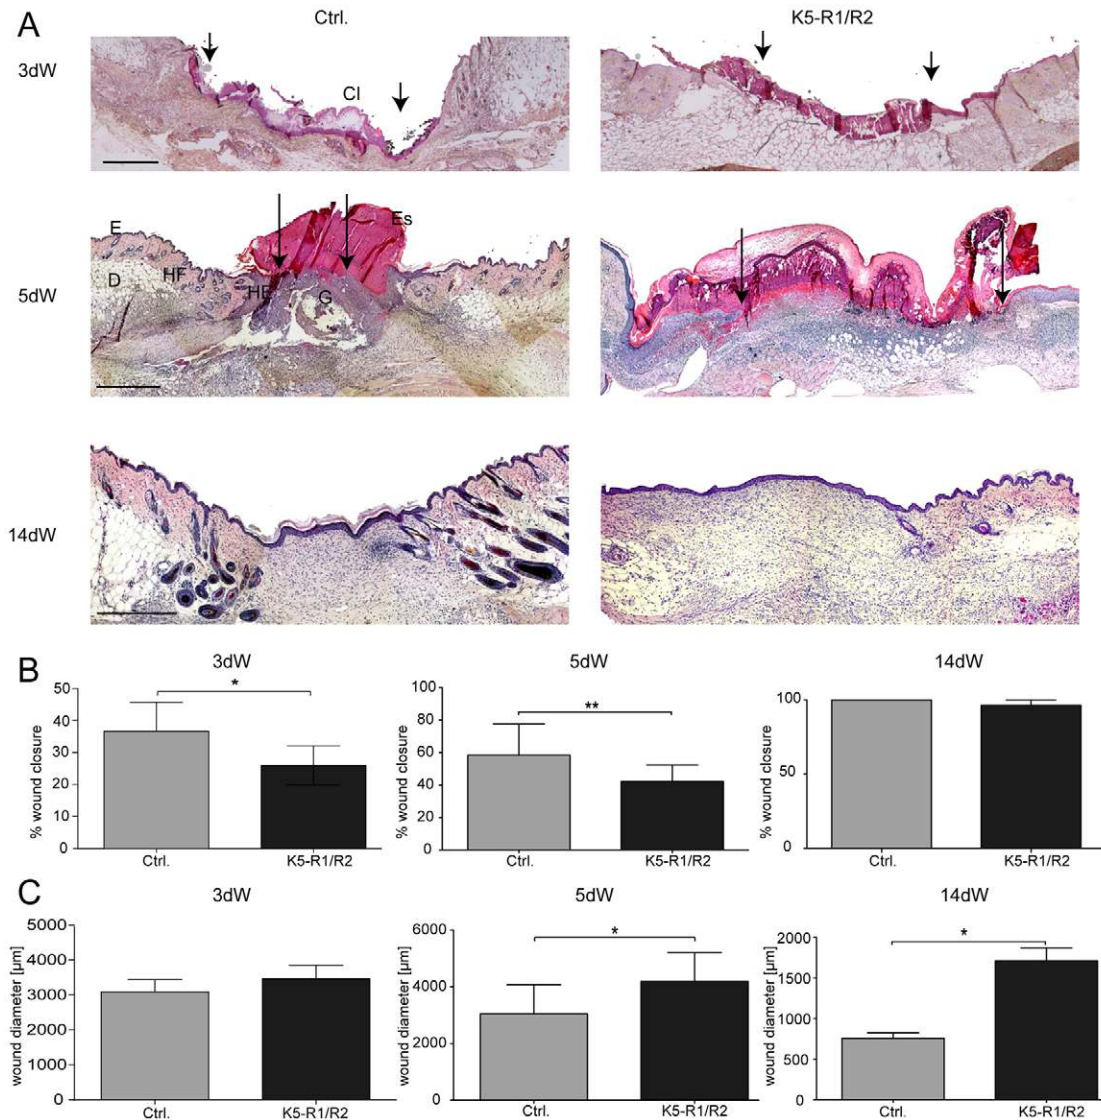 A
Ctrl. K5-R1/R2
3dW
Cl
5dW
E
D
HF
HE
G
Es
14dW
B
3dW 5dW 14dW
% wound closure
50
40
30
20
10
0
*
Ctrl. K5-R1/R2
% wound closure
100
80
60
40
20
0
**
Ctrl. K5-R1/R2
% wound closure
100
50
0
Ctrl. K5-R1/R2
C
3dW 5dW 14dW
wound diameter [µm]
5000
4000
3000
2000
1000
0
Ctrl. K5-R1/R2
wound diameter [µm]
6000
4000
2000
0
*
Ctrl. K5-R1/R2
wound diameter [µm]
2000
1500
1000
500
0
*
Ctrl. K5-R1/R2